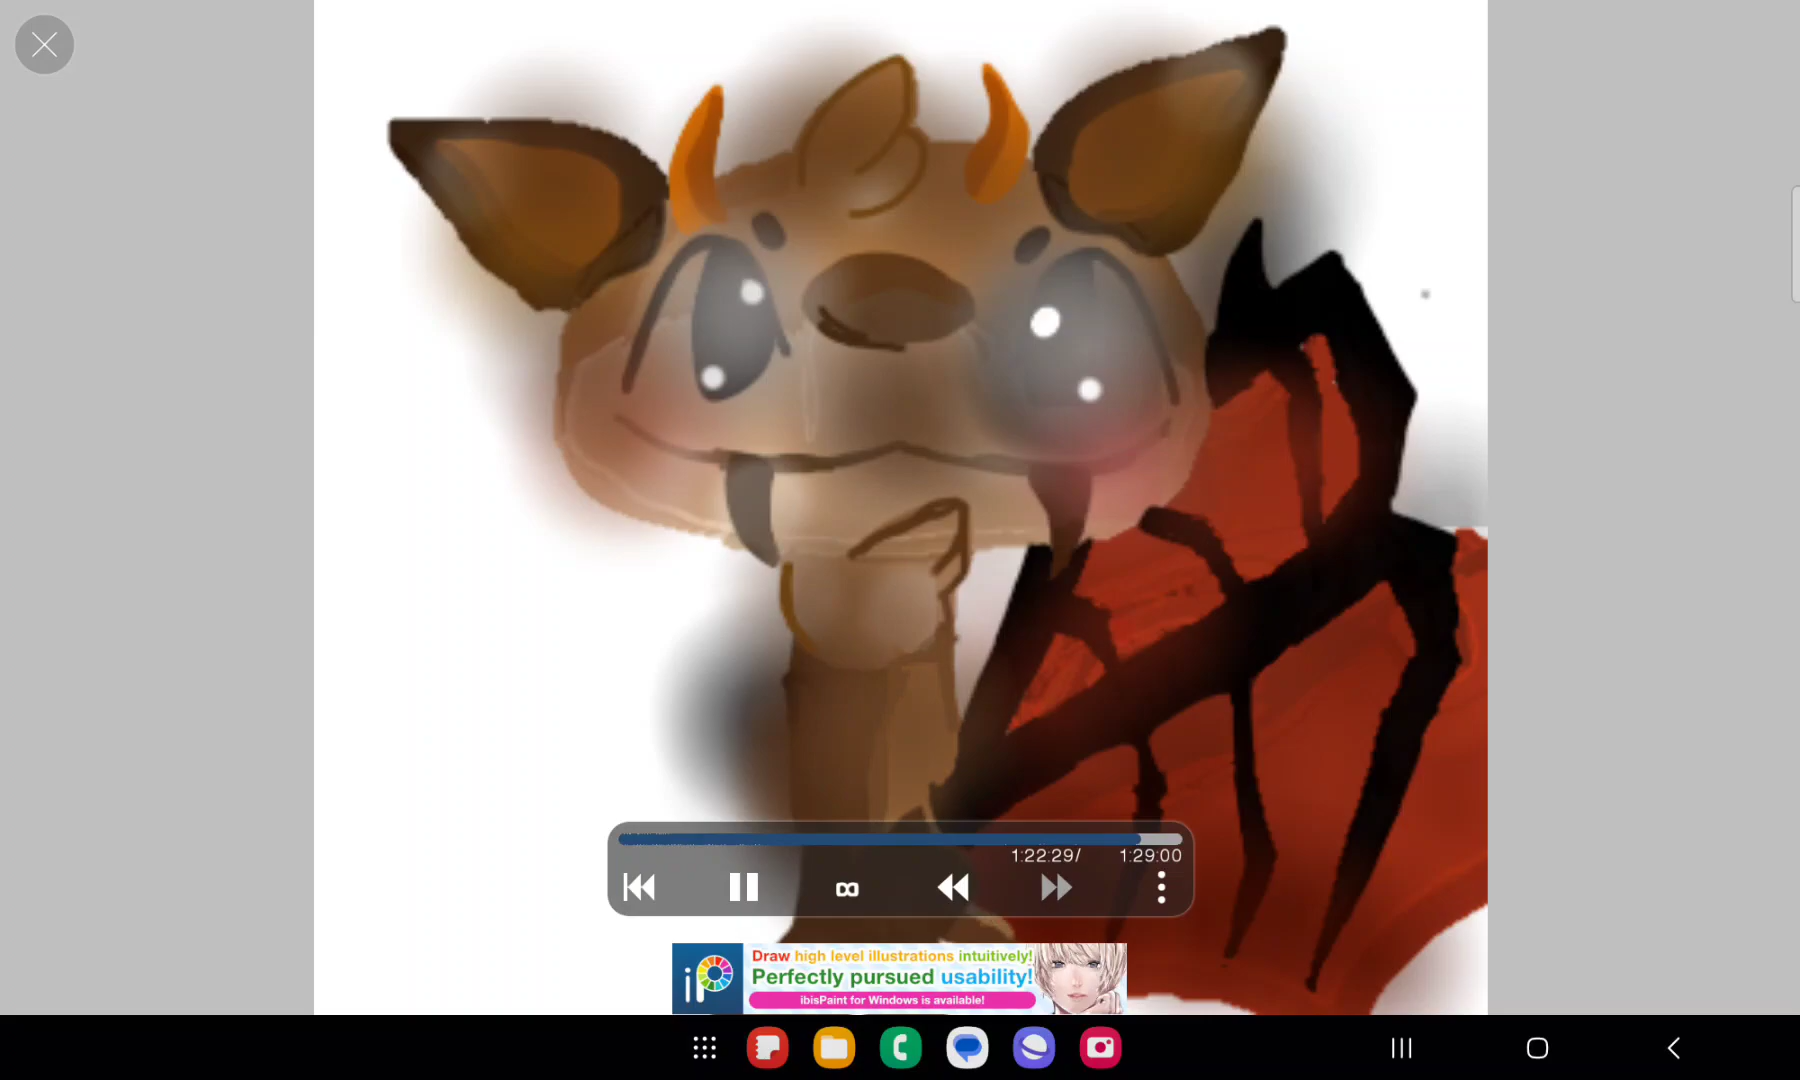 1:22:29/ 1:29:00
iP
Draw high level illustrations intuitively!
Perfectly pursued usability!
ibisPaint for Windows is available!